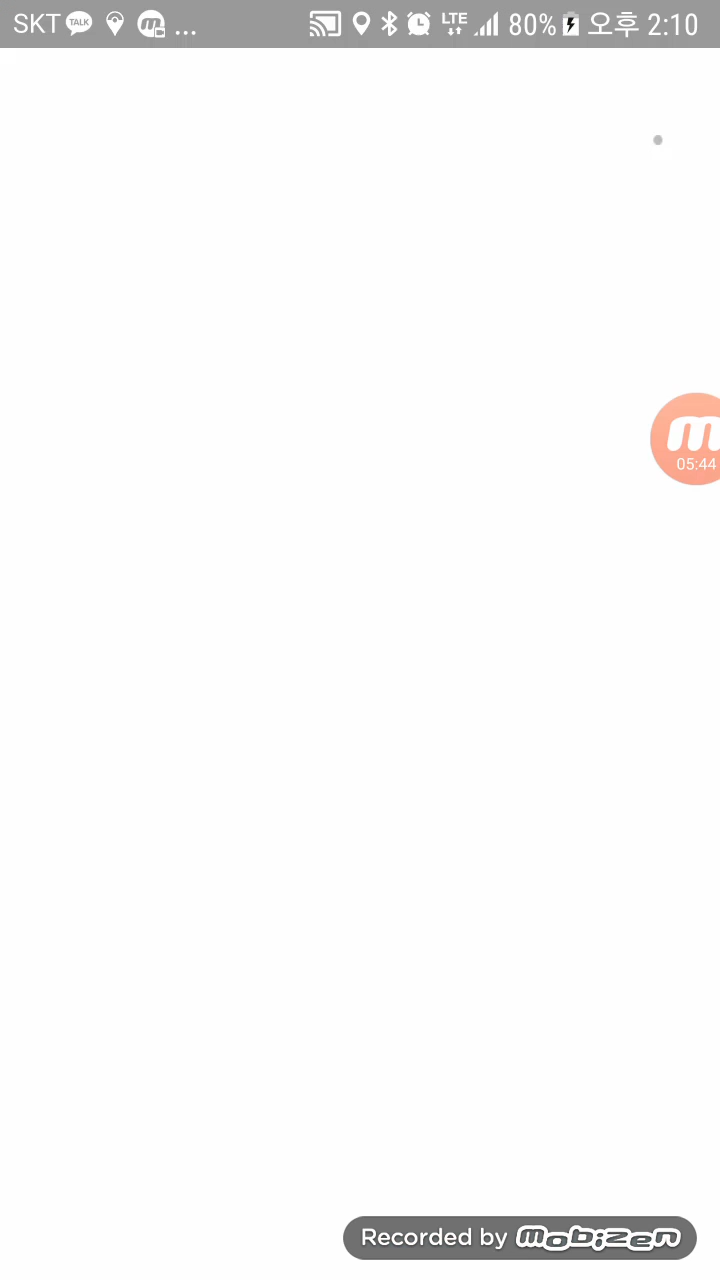 SKT TALK m ... LTE 80% 오후 2:10
m
05:44
Recorded by mobizen